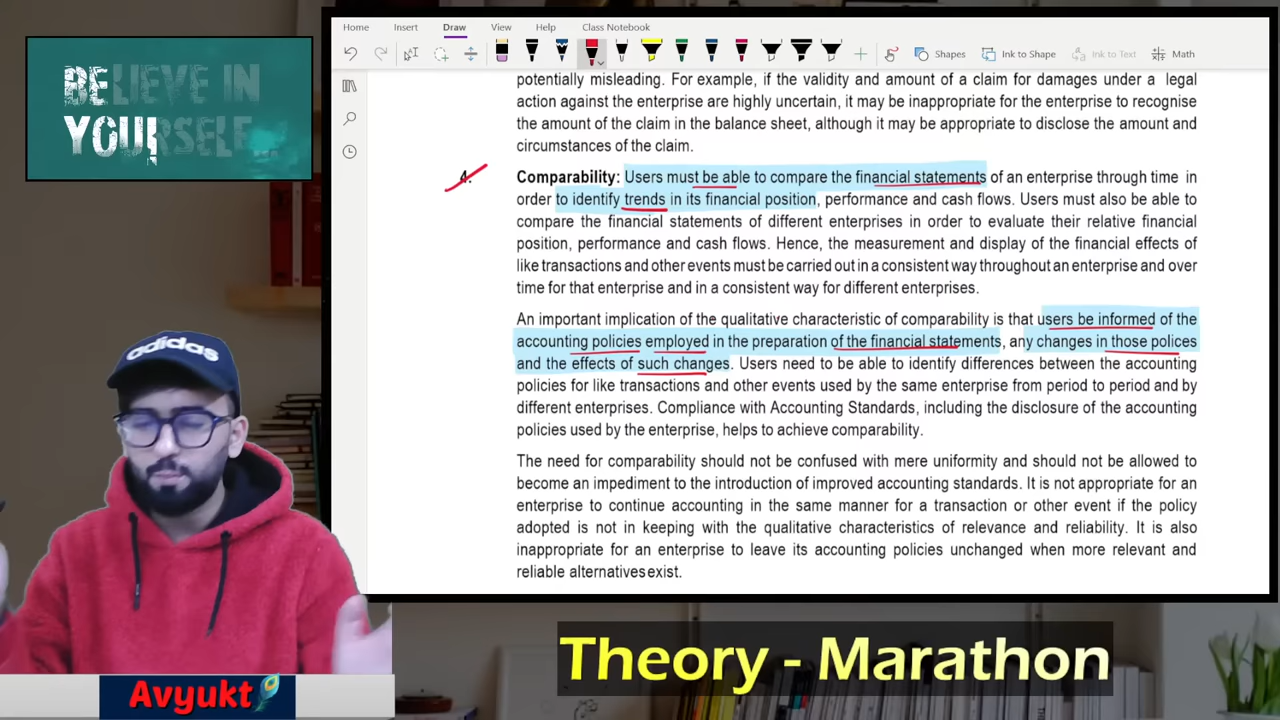 Home Insert Draw View Help Class Notebook
BELIEVE IN
YOURSELF
Shapes Ink to Shape Ink to Text Math
potentially misleading. For example, if the validity and amount of a claim for damages under a legal
action against the enterprise are highly uncertain, it may be inappropriate for the enterprise to recognise
the amount of the claim in the balance sheet, although it may be appropriate to disclose the amount and
circumstances of the claim.
4. Comparability: Users must be able to compare the financial statements of an enterprise through time in
order to identify trends in its financial position, performance and cash flows. Users must also be able to
compare the financial statements of different enterprises in order to evaluate their relative financial
position, performance and cash flows. Hence, the measurement and display of the financial effects of
like transactions and other events must be carried out in a consistent way throughout an enterprise and over
time for that enterprise and in a consistent way for different enterprises.
An important implication of the qualitative characteristic of comparability is that users be informed of the
accounting policies employed in the preparation of the financial statements, any changes in those polices
and the effects of such changes. Users need to be able to identify differences between the accounting
policies for like transactions and other events used by the same enterprise from period to period and by
different enterprises. Compliance with Accounting Standards, including the disclosure of the accounting
policies used by the enterprise, helps to achieve comparability.
The need for comparability should not be confused with mere uniformity and should not be allowed to
become an impediment to the introduction of improved accounting standards. It is not appropriate for an
enterprise to continue accounting in the same manner for a transaction or other event if the policy
adopted is not in keeping with the qualitative characteristics of relevance and reliability. It is also
inappropriate for an enterprise to leave its accounting policies unchanged when more relevant and
reliable alternatives exist.
adidas
Theory - Marathon
Avyukt